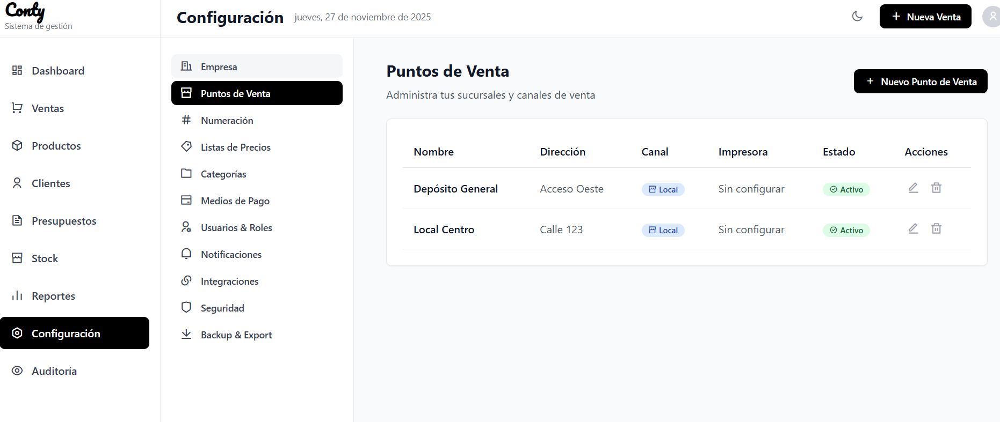 Conty
Sistema de gestión
Configuración
jueves, 27 de noviembre de 2025
+ Nueva Venta
Dashboard
Ventas
Productos
Clientes
Presupuestos
Stock
Reportes
Configuración
Auditoría
Empresa
Puntos de Venta
Numeración
Listas de Precios
Categorías
Medios de Pago
Usuarios & Roles
Notificaciones
Integraciones
Seguridad
Backup & Export
Puntos de Venta
Administra tus sucursales y canales de venta
+ Nuevo Punto de Venta
Nombre Dirección Canal Impresora Estado Acciones
Depósito General Acceso Oeste Local Sin configurar Activo
Local Centro Calle 123 Local Sin configurar Activo